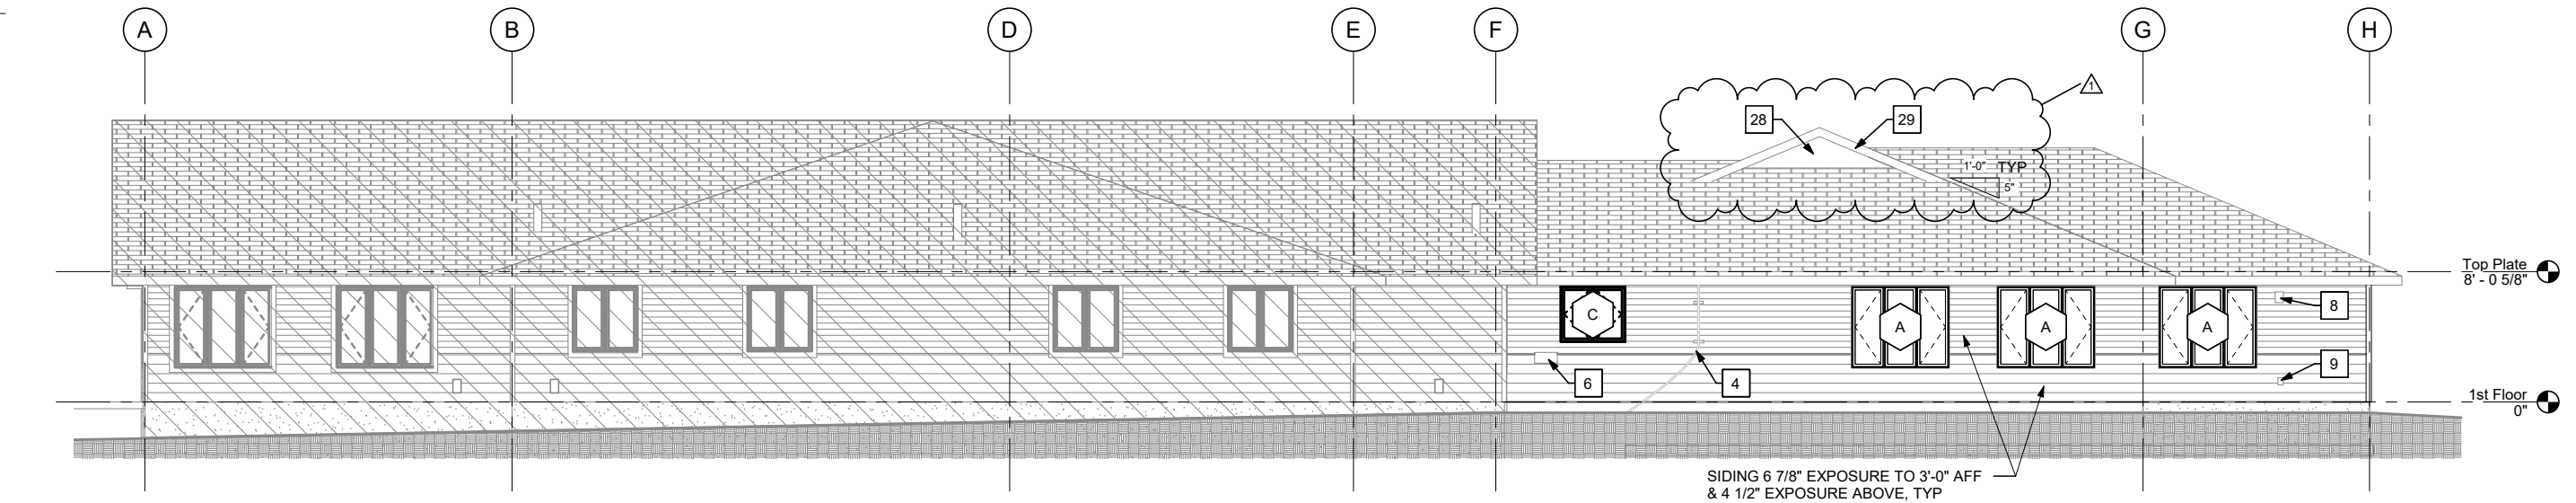 A
B
D
E
F
G
H
1
28
29
1'-0" TYP
5"
Top Plate
8' - 0 5/8"
C
A
A
A
8
6
4
9
1st Floor
0"
SIDING 6 7/8" EXPOSURE TO 3'-0" AFF
& 4 1/2" EXPOSURE ABOVE, TYP